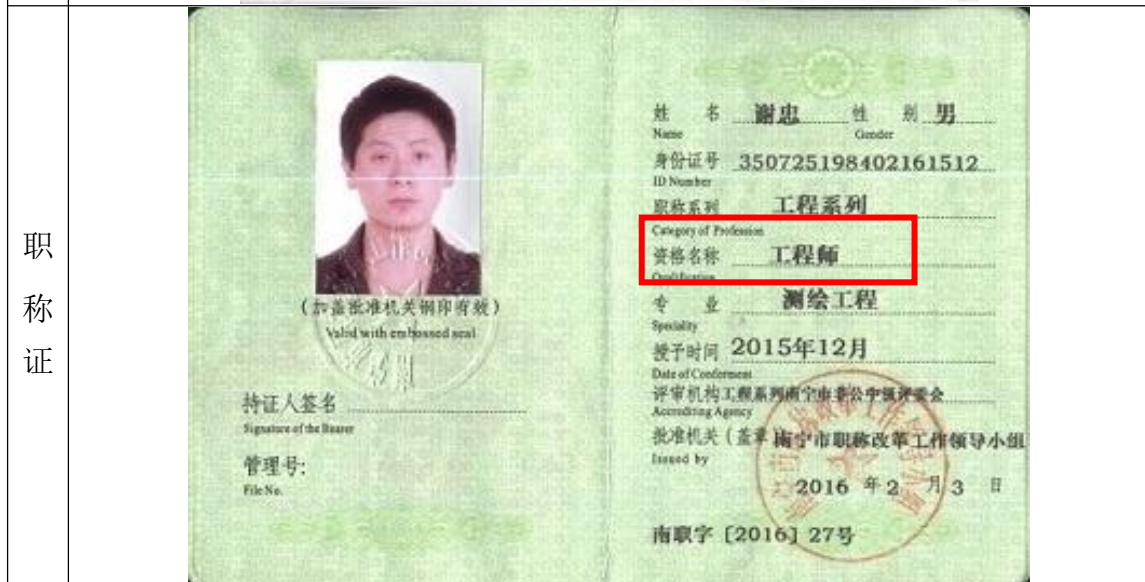 职
称
证
(加盖批准机关钢印有效)
Valid with embossed seal
持证人签名
Signature of the Bearer
管理号:
File No.
姓 名 谢忠 性 别 男
Name Gender
身份证号 350725198402161512
ID Number
职称系列 工程系列
Category of Profession
资格名称 工程师
Qualification
专 业 测绘工程
Speciality
授予时间 2015年12月
Date of Conferment
评审机构 工程系列南宁市非公中级评委会
Accrediting Agency
批准机关(盖章 南宁市职称改革工作领导小组
Issued by
2016 年 2 月 3 日
南职字〔2016〕27号